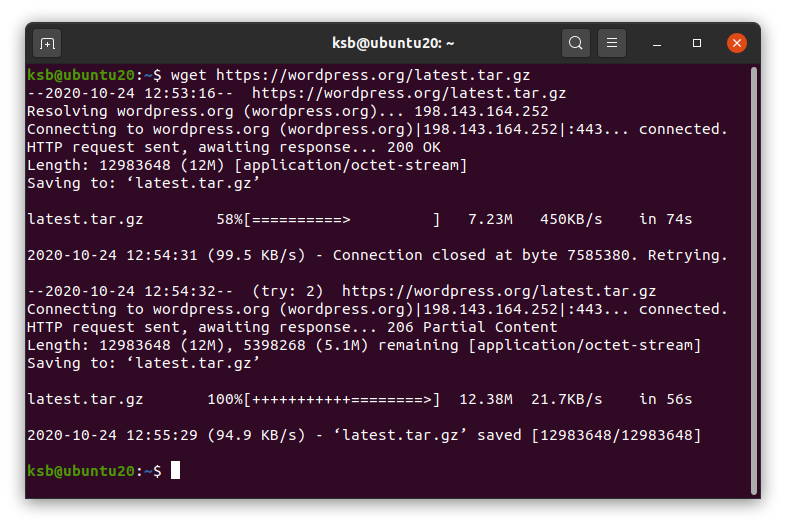 ksb@ubuntu20: ~
ksb@ubuntu20:~$ wget https://wordpress.org/latest.tar.gz
--2020-10-24 12:53:16--  https://wordpress.org/latest.tar.gz
Resolving wordpress.org (wordpress.org)... 198.143.164.252
Connecting to wordpress.org (wordpress.org)|198.143.164.252|:443... connected.
HTTP request sent, awaiting response... 200 OK
Length: 12983648 (12M) [application/octet-stream]
Saving to: ‘latest.tar.gz’
latest.tar.gz        58%[==========>         ]   7.23M   450KB/s    in 74s
2020-10-24 12:54:31 (99.5 KB/s) - Connection closed at byte 7585380. Retrying.
--2020-10-24 12:54:32--  (try: 2)  https://wordpress.org/latest.tar.gz
Connecting to wordpress.org (wordpress.org)|198.143.164.252|:443... connected.
HTTP request sent, awaiting response... 206 Partial Content
Length: 12983648 (12M), 5398268 (5.1M) remaining [application/octet-stream]
Saving to: ‘latest.tar.gz’
latest.tar.gz       100%[+++++++++++========>]  12.38M  21.7KB/s    in 56s
2020-10-24 12:55:29 (94.9 KB/s) - ‘latest.tar.gz’ saved [12983648/12983648]
ksb@ubuntu20:~$